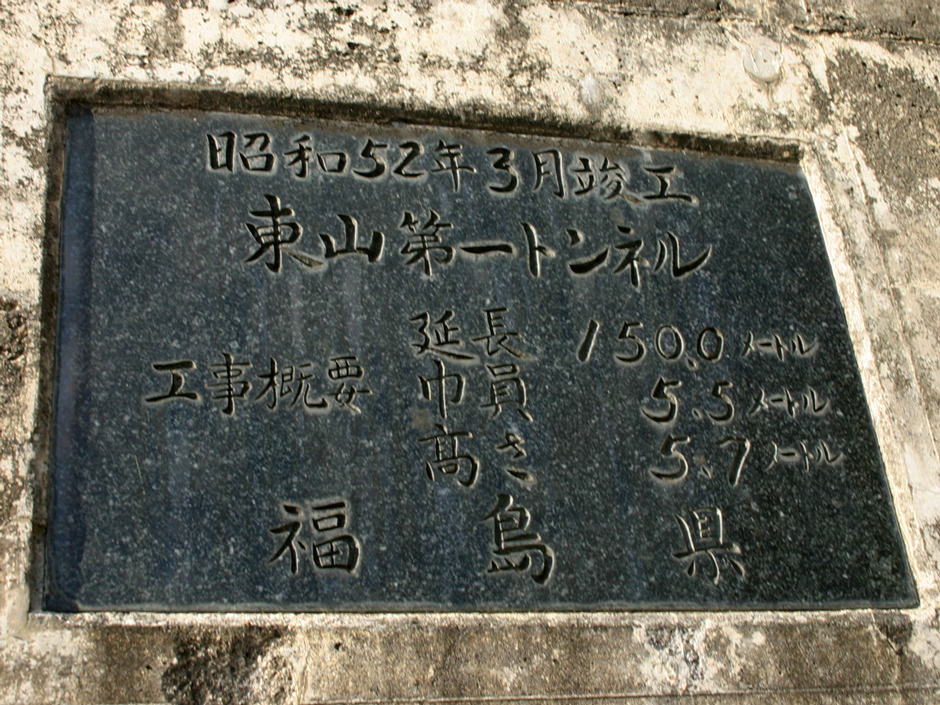 昭和52年3月竣工
東山第一トンネル
延長 150.0 メートル
工事概要 巾員 5.5 メートル
高さ 5.7 メートル
福島県